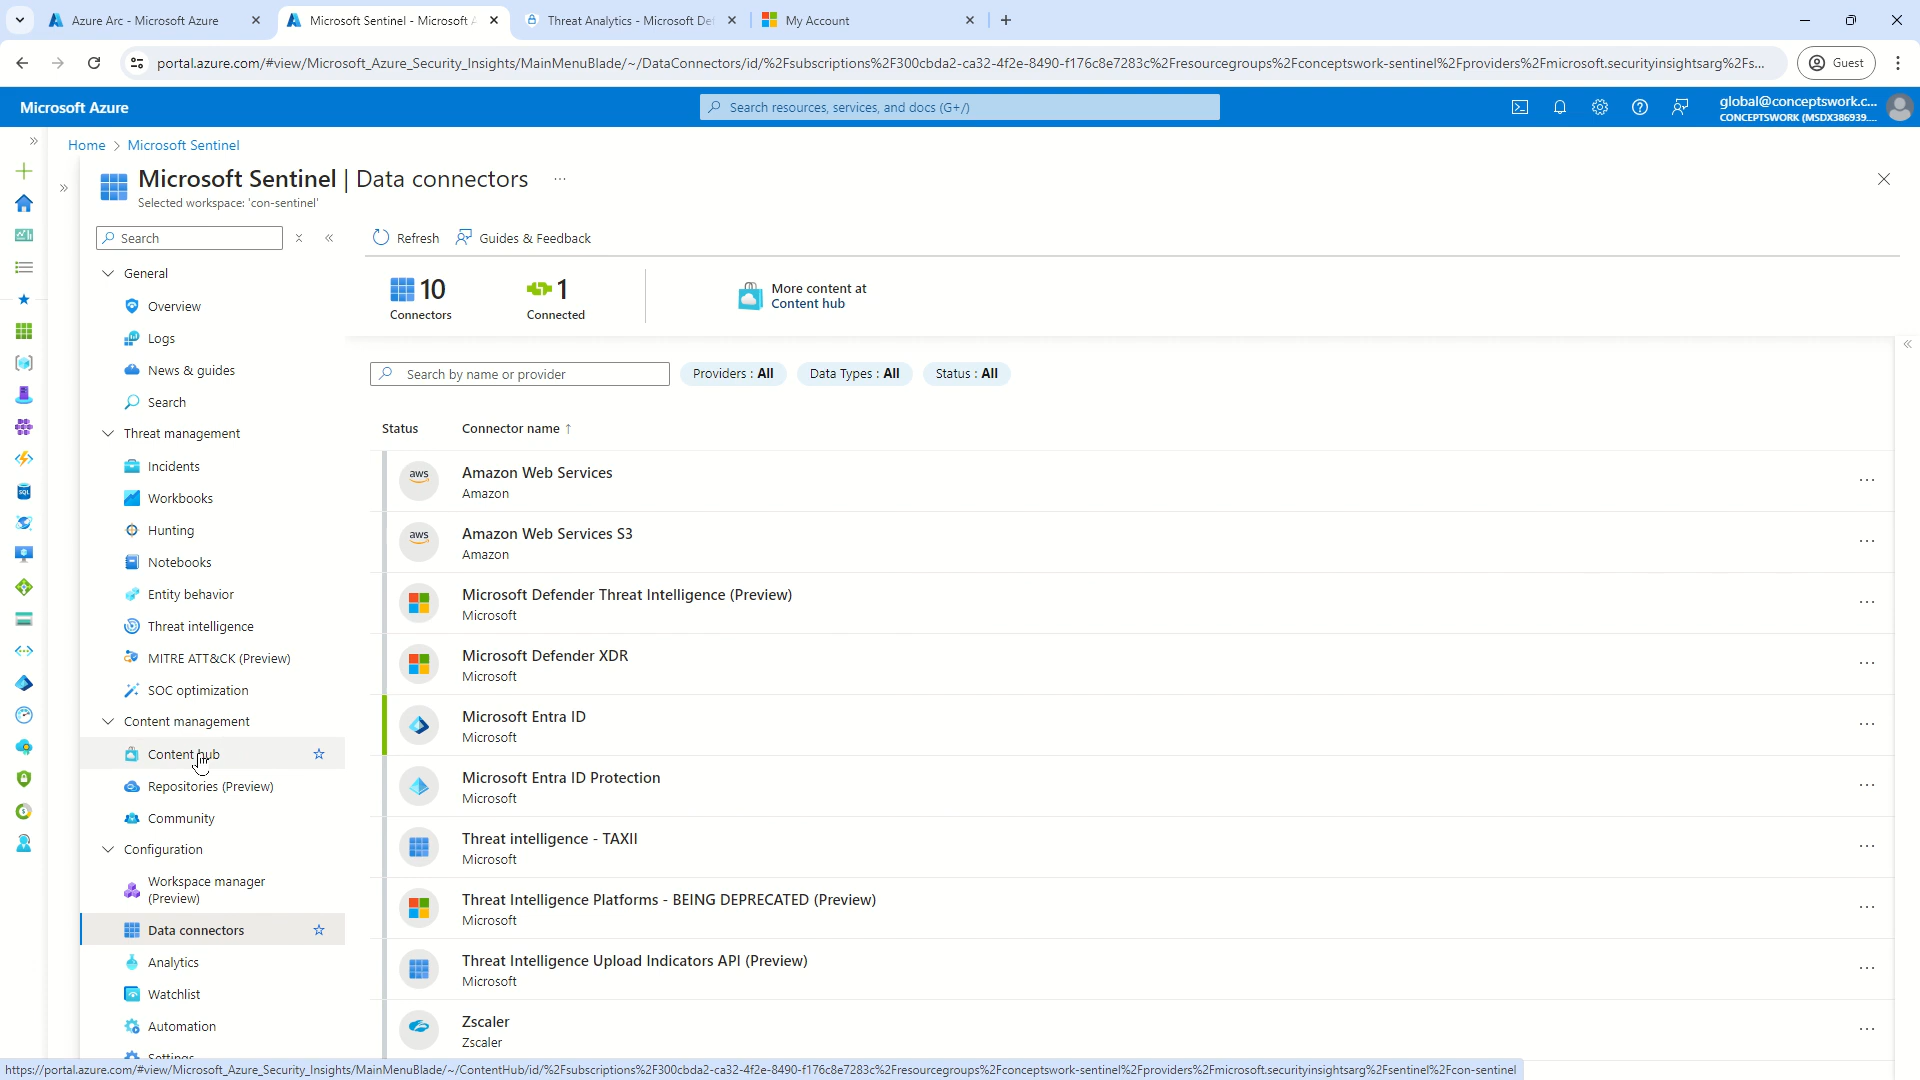 Azure Arc - Microsoft Azure
Microsoft Sentinel - Microsoft A
Threat Analytics - Microsoft De
My Account
portal.azure.com/#view/Microsoft_Azure_Security_Insights/MainMenuBlade/~/DataConnectors/id/%2Fsubscriptions%2F300cbda2-ca32-4f2e-8490-f176c8e7283c%2Fresourcegroups%2Fconceptswork-sentinel%2Fproviders%2Fmicrosoft.securityinsightsarg%2Fs...
Guest
Microsoft Azure
Search resources, services, and docs (G+/)
global@conceptswork.c...
CONCEPTSWORK (MSDX386939....
Home > Microsoft Sentinel
Microsoft Sentinel | Data connectors ...
Selected workspace: 'con-sentinel'
Search
Refresh
Guides & Feedback
General
Overview
Logs
News & guides
Search
Threat management
Incidents
Workbooks
Hunting
Notebooks
Entity behavior
Threat intelligence
MITRE ATT&CK (Preview)
SOC optimization
Content management
Content hub
Repositories (Preview)
Community
Configuration
Workspace manager
(Preview)
Data connectors
Analytics
Watchlist
Automation
Settings
10
Connectors
1
Connected
More content at
Content hub
Search by name or provider
Providers : All
Data Types : All
Status : All
Status
Connector name ↑
aws
Amazon Web Services
Amazon
aws
Amazon Web Services S3
Amazon
Microsoft Defender Threat Intelligence (Preview)
Microsoft
Microsoft Defender XDR
Microsoft
Microsoft Entra ID
Microsoft
Microsoft Entra ID Protection
Microsoft
Threat intelligence - TAXII
Microsoft
Threat Intelligence Platforms - BEING DEPRECATED (Preview)
Microsoft
Threat Intelligence Upload Indicators API (Preview)
Microsoft
Zscaler
Zscaler
https://portal.azure.com/#view/Microsoft_Azure_Security_Insights/MainMenuBlade/~/ContentHub/id/%2Fsubscriptions%2F300cbda2-ca32-4f2e-8490-f176c8e7283c%2Fresourcegroups%2Fconceptswork-sentinel%2Fproviders%2Fmicrosoft.securityinsightsarg%2Fsentinel%2Fcon-sentinel